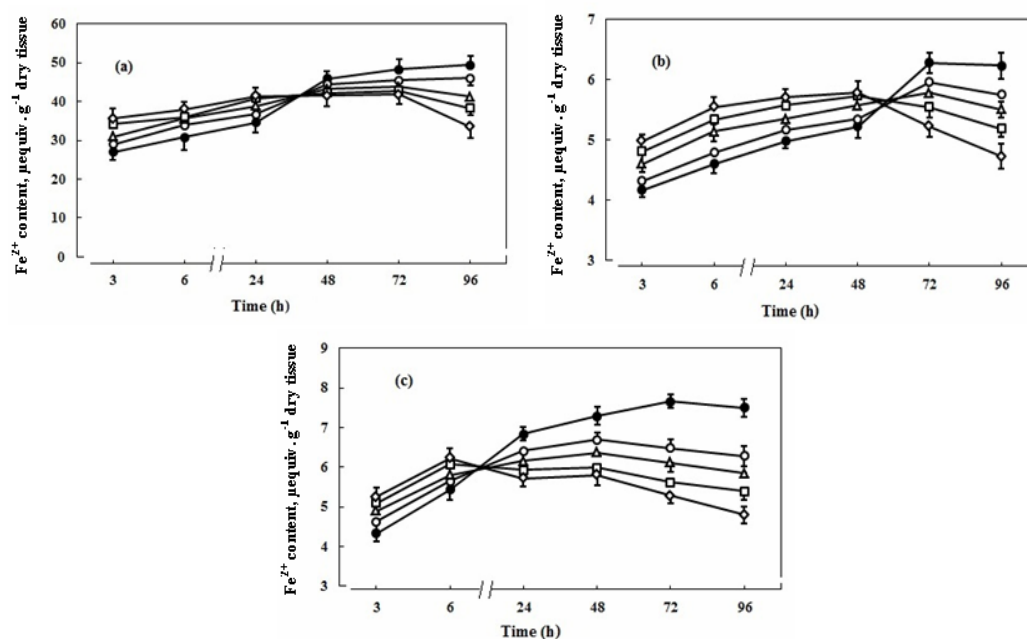 60
50
40
30
20
10
0
(a)
Fe²⁺ content, µequiv. g⁻¹ dry tissue
3 6 24 48 72 96
Time (h)
7
6
5
4
3
(b)
Fe²⁺ content, µequiv. g⁻¹ dry tissue
3 6 24 48 72 96
Time (h)
9
8
7
6
5
4
3
(c)
Fe²⁺ content, µequiv. g⁻¹ dry tissue
3 6 24 48 72 96
Time (h)